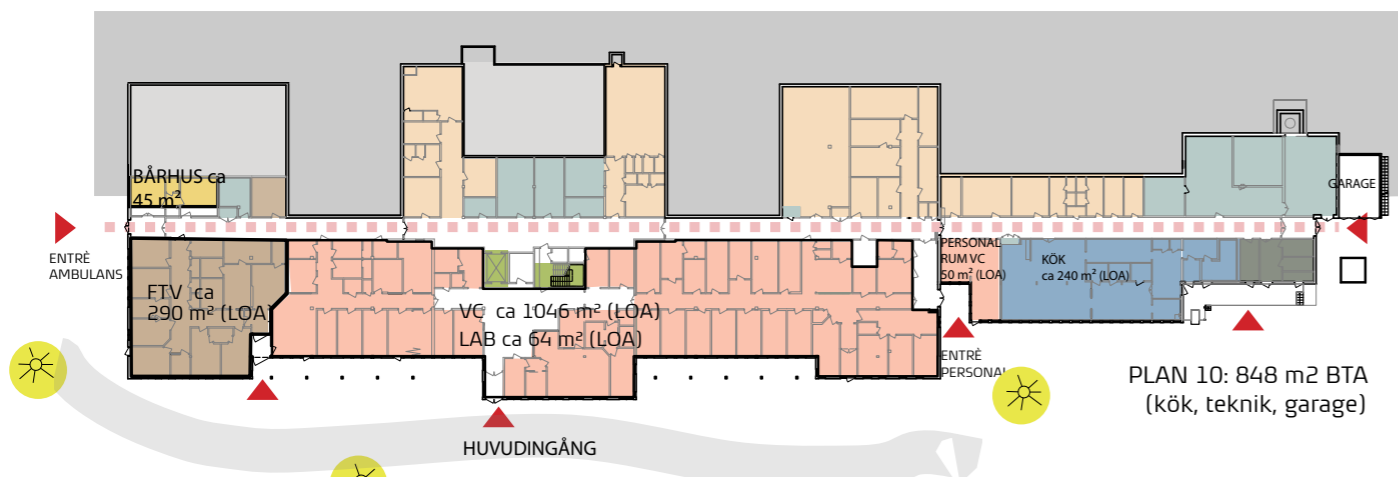 BÅRHUS ca
45 m²
GARAGE
ENTRÈ
AMBULANS
PERSONAL
RUM VC
50 m² (LOA)
KÖK
ca 240 m² (LOA)
FTV ca
290 m² (LOA)
VC ca 1046 m² (LOA)
LAB ca 64 m² (LOA)
ENTRÈ
PERSONAL
PLAN 10: 848 m2 BTA
(kök, teknik, garage)
HUVUDINGÅNG